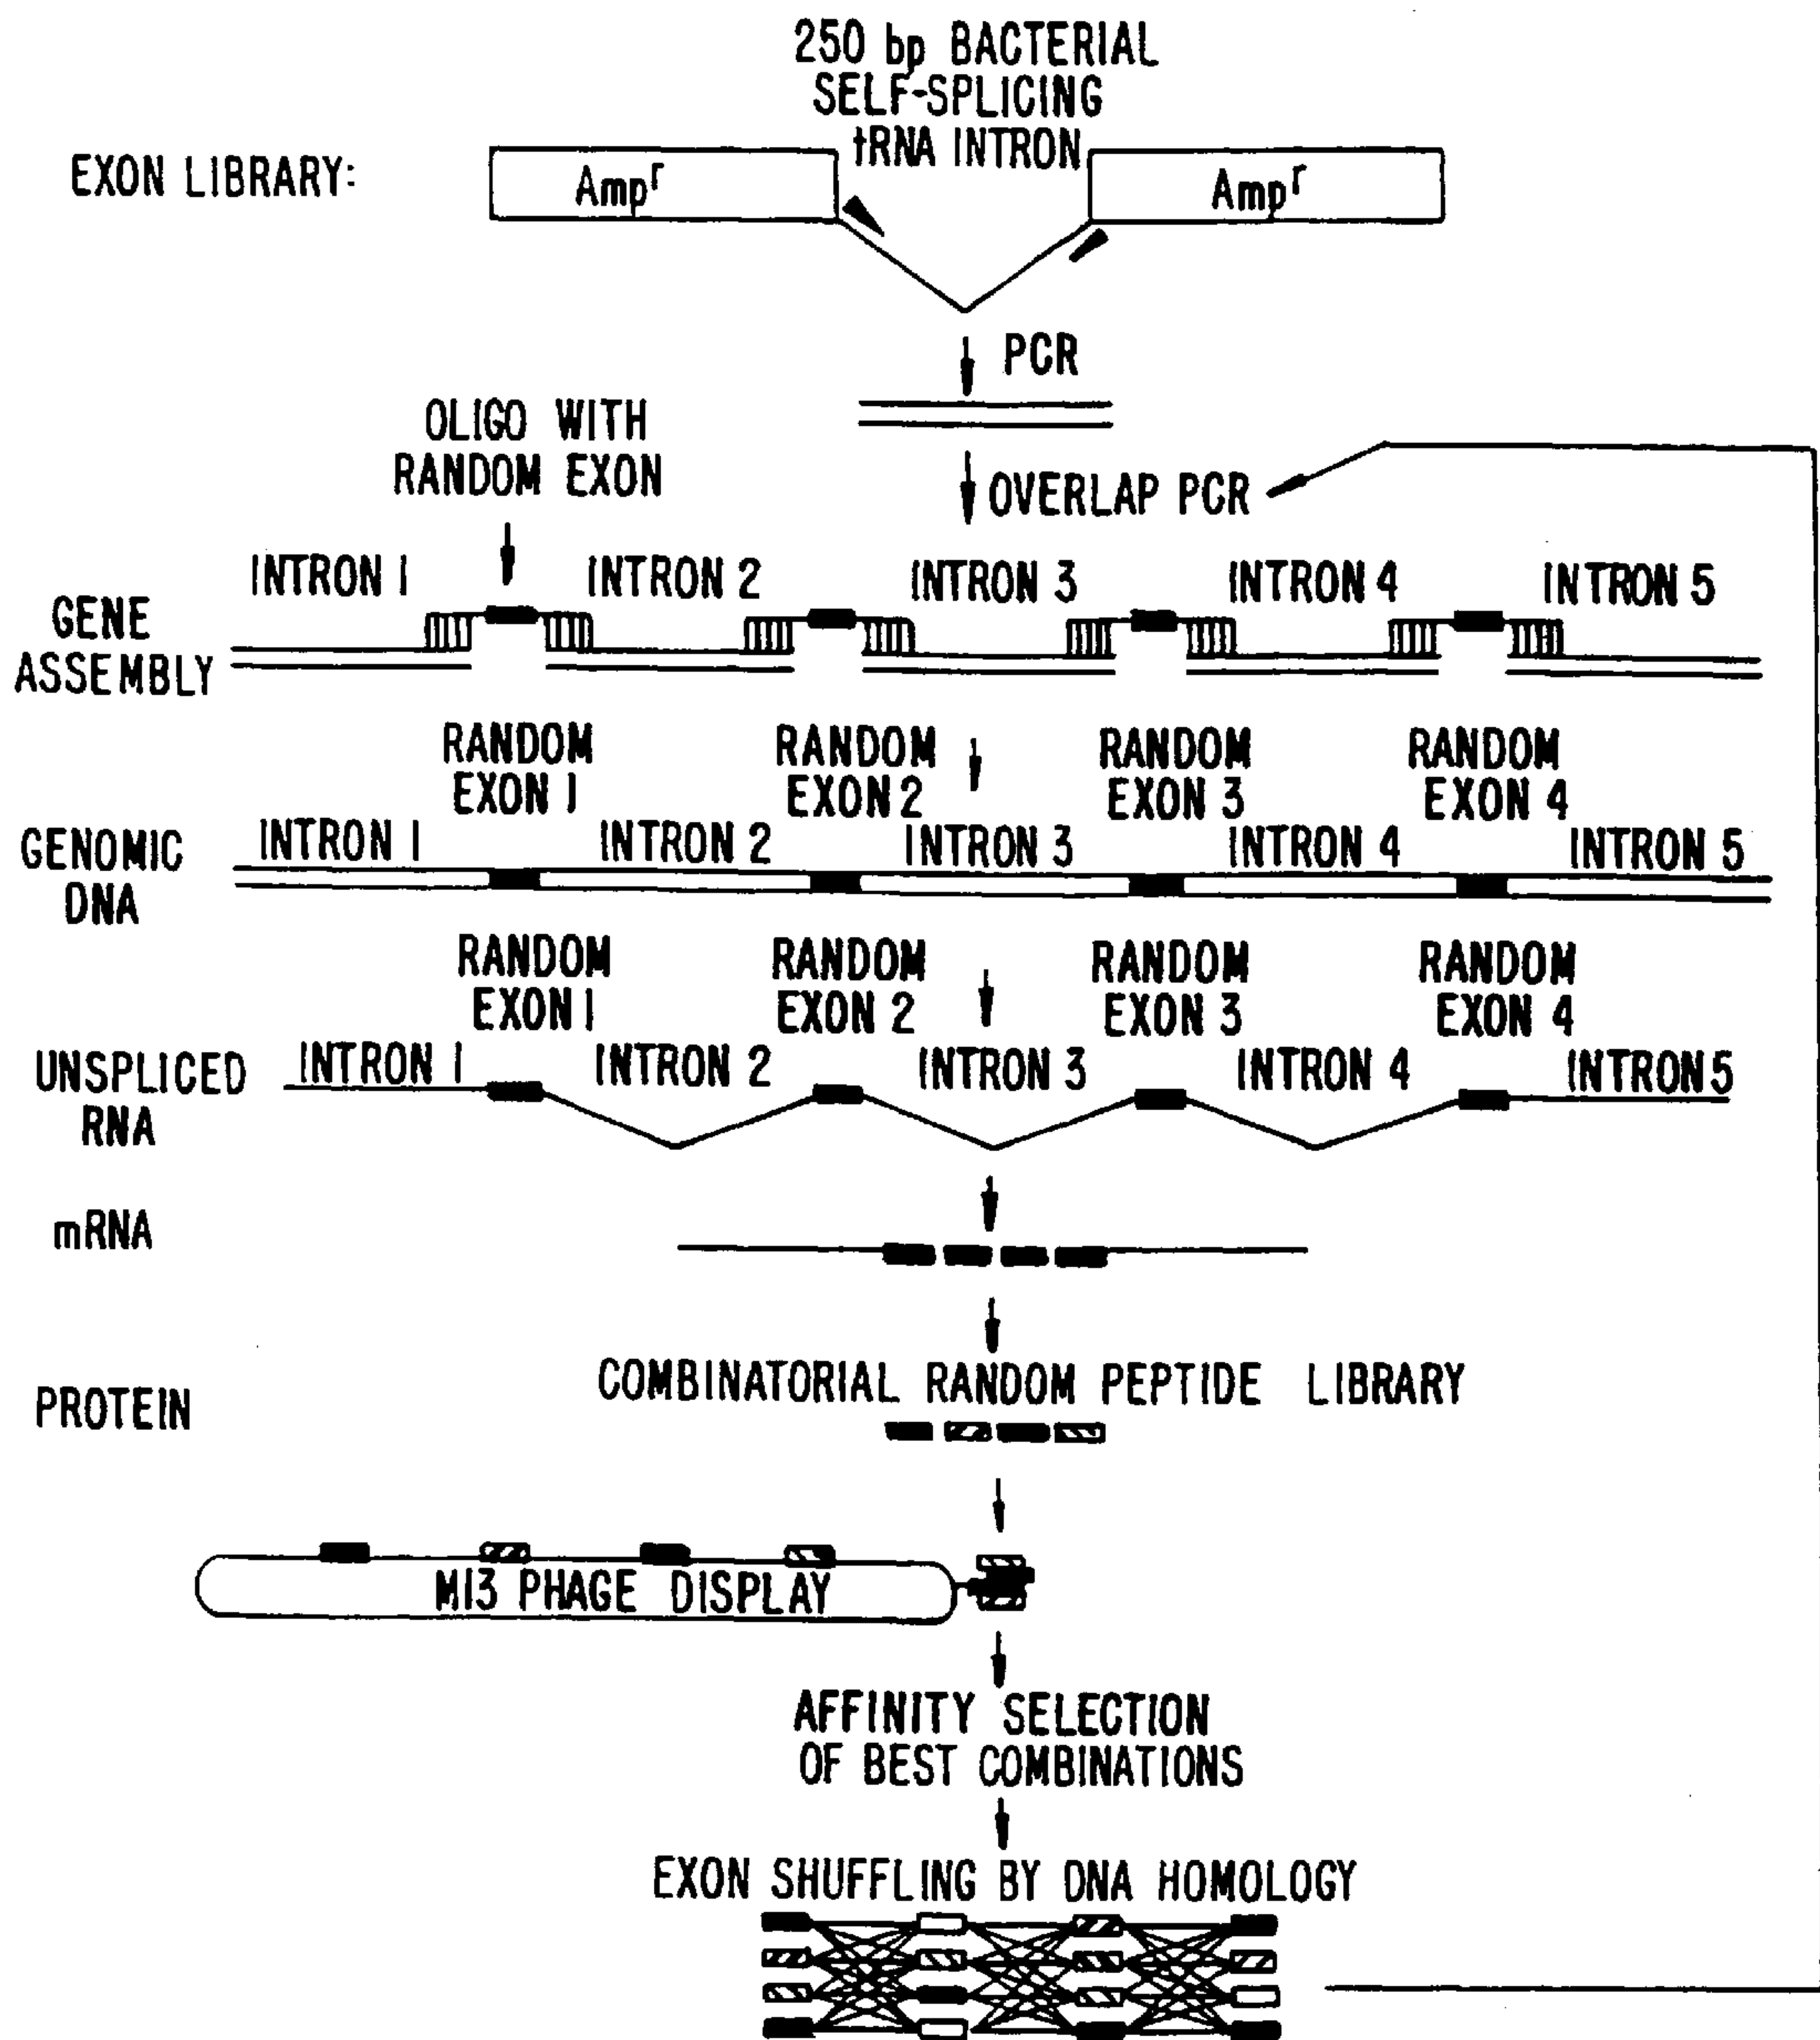 250 bp BACTERIAL
SELF-SPLICING
tRNA INTRON
EXON LIBRARY:
Ampr
Ampr
PCR
OLIGO WITH
RANDOM EXON
OVERLAP PCR
INTRON 1
INTRON 2
INTRON 3
INTRON 4
INTRON 5
GENE
ASSEMBLY
RANDOM
EXON 1
RANDOM
EXON 2
RANDOM
EXON 3
RANDOM
EXON 4
GENOMIC
DNA
INTRON 1
INTRON 2
INTRON 3
INTRON 4
INTRON 5
RANDOM
EXON 1
RANDOM
EXON 2
RANDOM
EXON 3
RANDOM
EXON 4
UNSPLICED
RNA
INTRON 1
INTRON 2
INTRON 3
INTRON 4
INTRON 5
mRNA
COMBINATORIAL RANDOM PEPTIDE LIBRARY
PROTEIN
M13 PHAGE DISPLAY
AFFINITY SELECTION
OF BEST COMBINATIONS
EXON SHUFFLING BY DNA HOMOLOGY